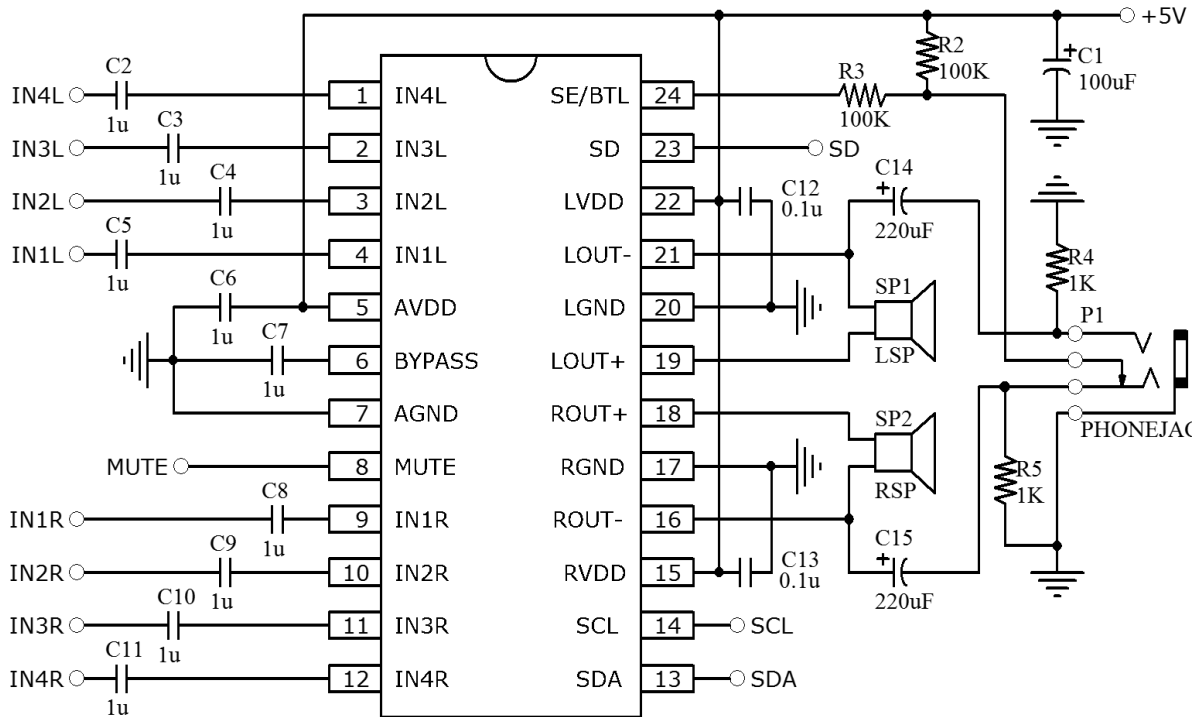 +5V
C2
IN4L
1u
1
IN4L
SE/BTL
24
R3
100K
R2
100K
C1
+
100uF
C3
IN3L
1u
2
IN3L
SD
23
SD
C4
IN2L
1u
3
IN2L
LVDD
22
C12
0.1u
C14
+
220uF
C5
IN1L
1u
4
IN1L
LOUT-
21
R4
1K
C6
1u
5
AVDD
LGND
20
SP1
LSP
P1
C7
1u
6
BYPASS
LOUT+
19
7
AGND
ROUT+
18
SP2
RSP
PHONEJAC
MUTE
8
MUTE
RGND
17
R5
1K
C8
IN1R
1u
9
IN1R
ROUT-
16
C15
+
220uF
C9
IN2R
1u
10
IN2R
RVDD
15
C13
0.1u
C10
IN3R
1u
11
IN3R
SCL
14
SCL
C11
IN4R
1u
12
IN4R
SDA
13
SDA